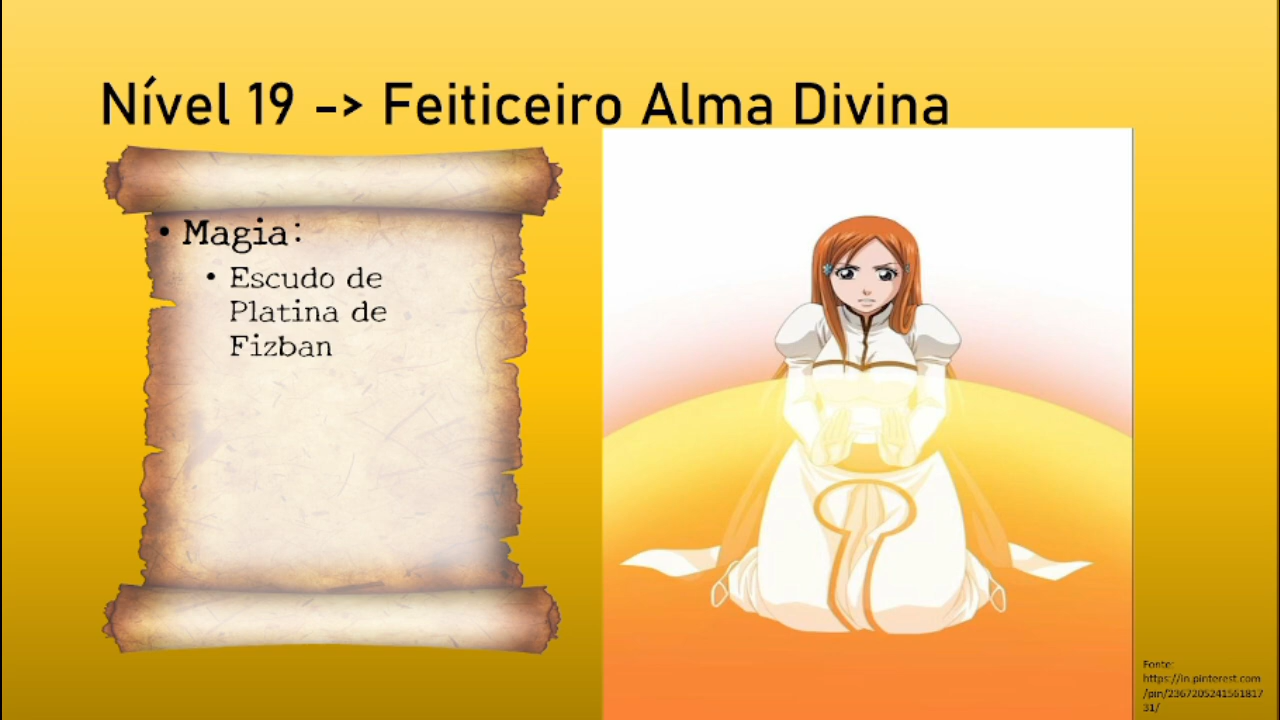 Nível 19 -> Feiticeiro Alma Divina
• Magia:
• Escudo de
Platina de
Fizban
Fonte:
https://in.pinterest.com
/pin/2367205241561817
31/